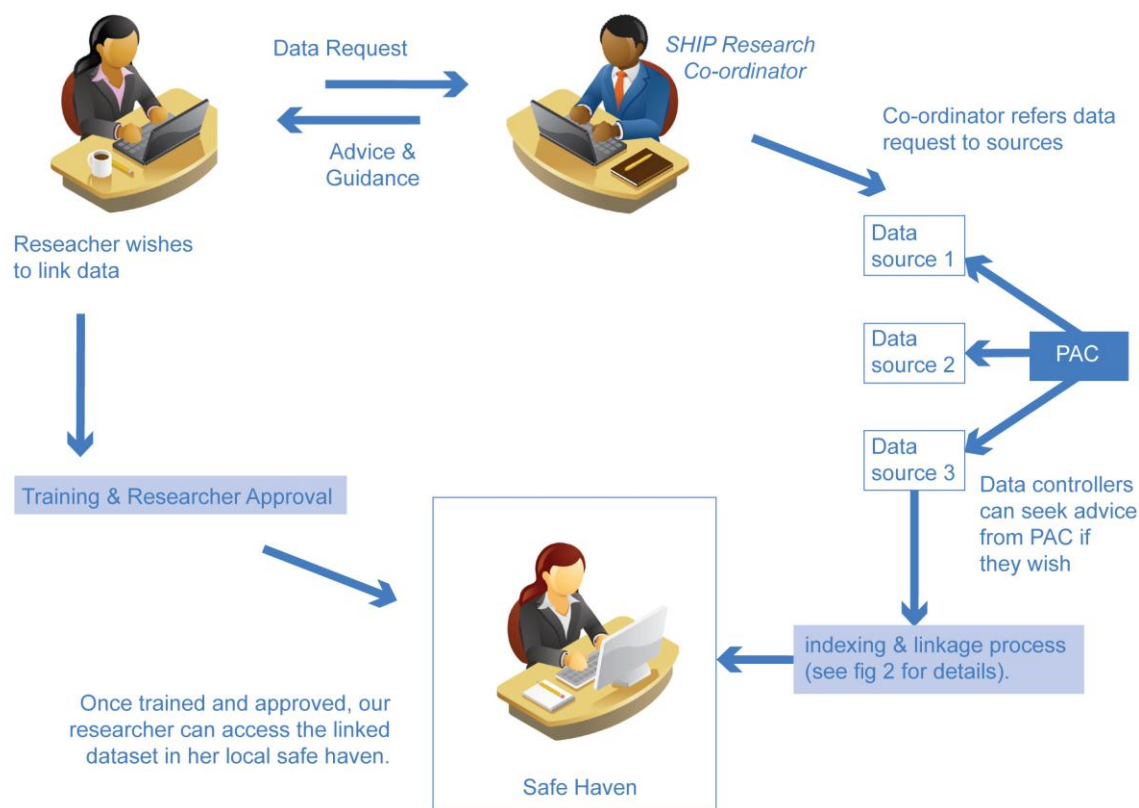 Data Request
Advice &
Guidance
SHIP Research
Co-ordinator
Co-ordinator refers data
request to sources
Reseacher wishes
to link data
Data
source 1
Data
source 2
PAC
Data
source 3
Data controllers
can seek advice
from PAC if
they wish
Training & Researcher Approval
indexing & linkage process
(see fig 2 for details).
Once trained and approved, our
researcher can access the linked
dataset in her local safe haven.
Safe Haven